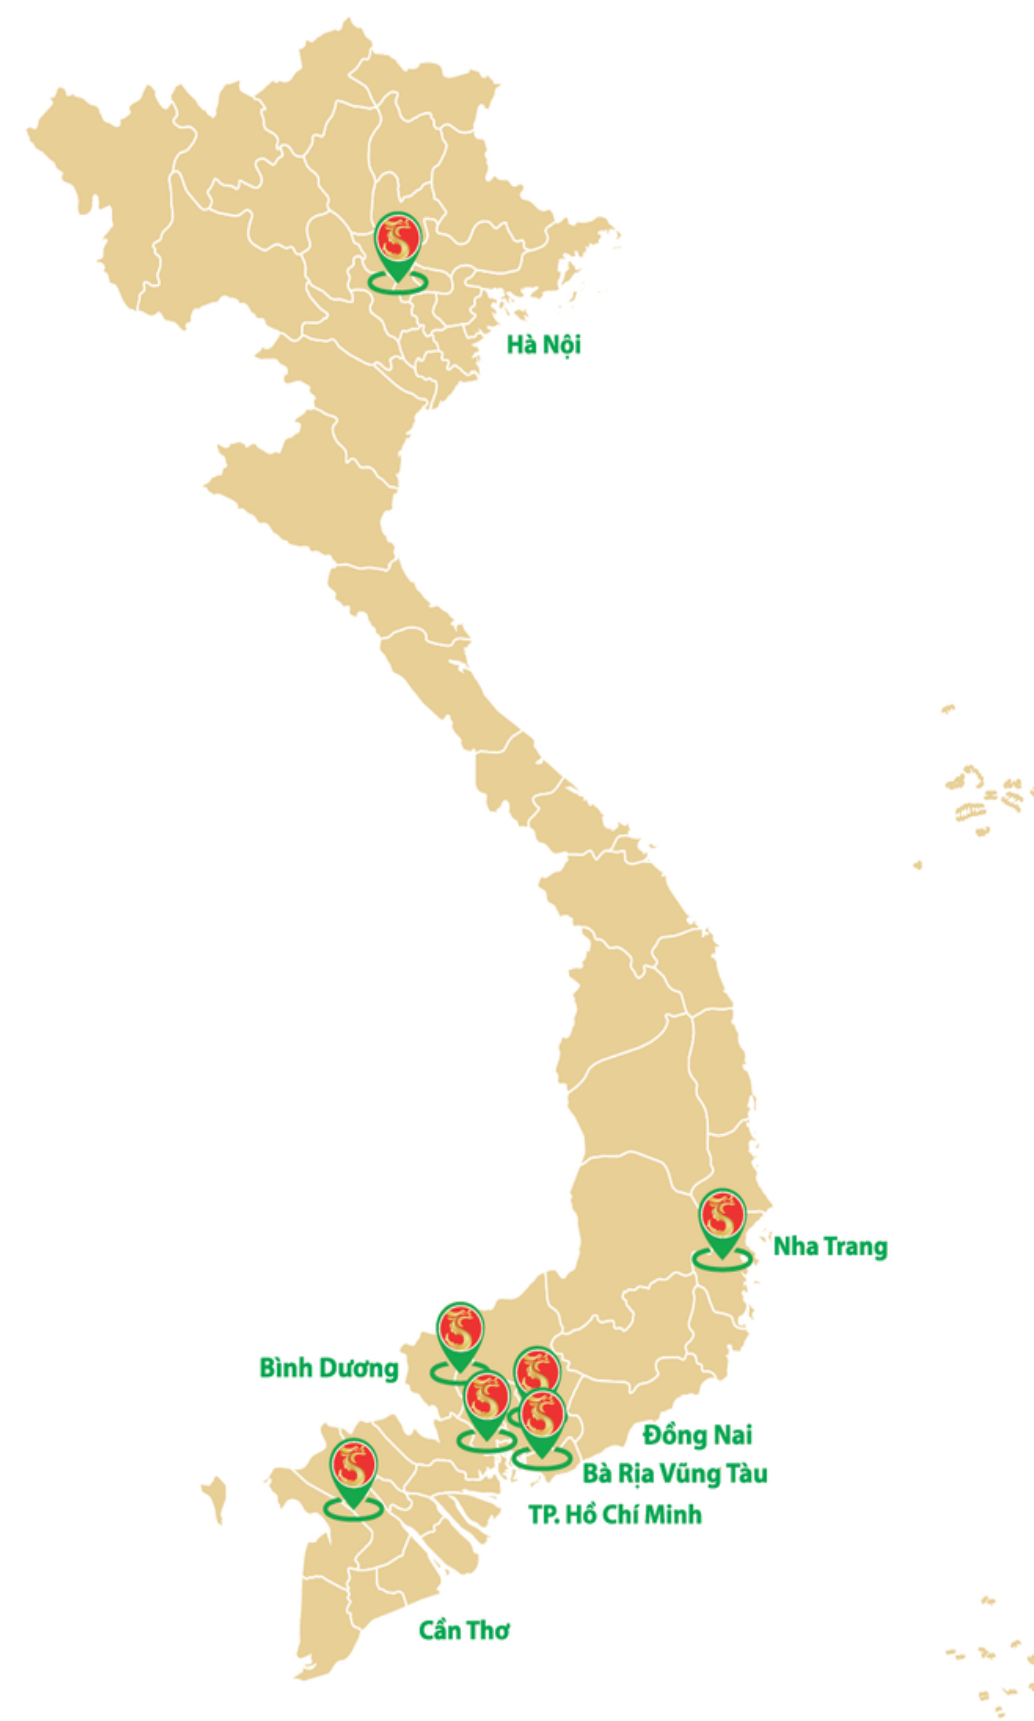 Hà Nội
Nha Trang
Bình Dương
Đồng Nai
Bà Rịa Vũng Tàu
TP. Hồ Chí Minh
Cần Thơ